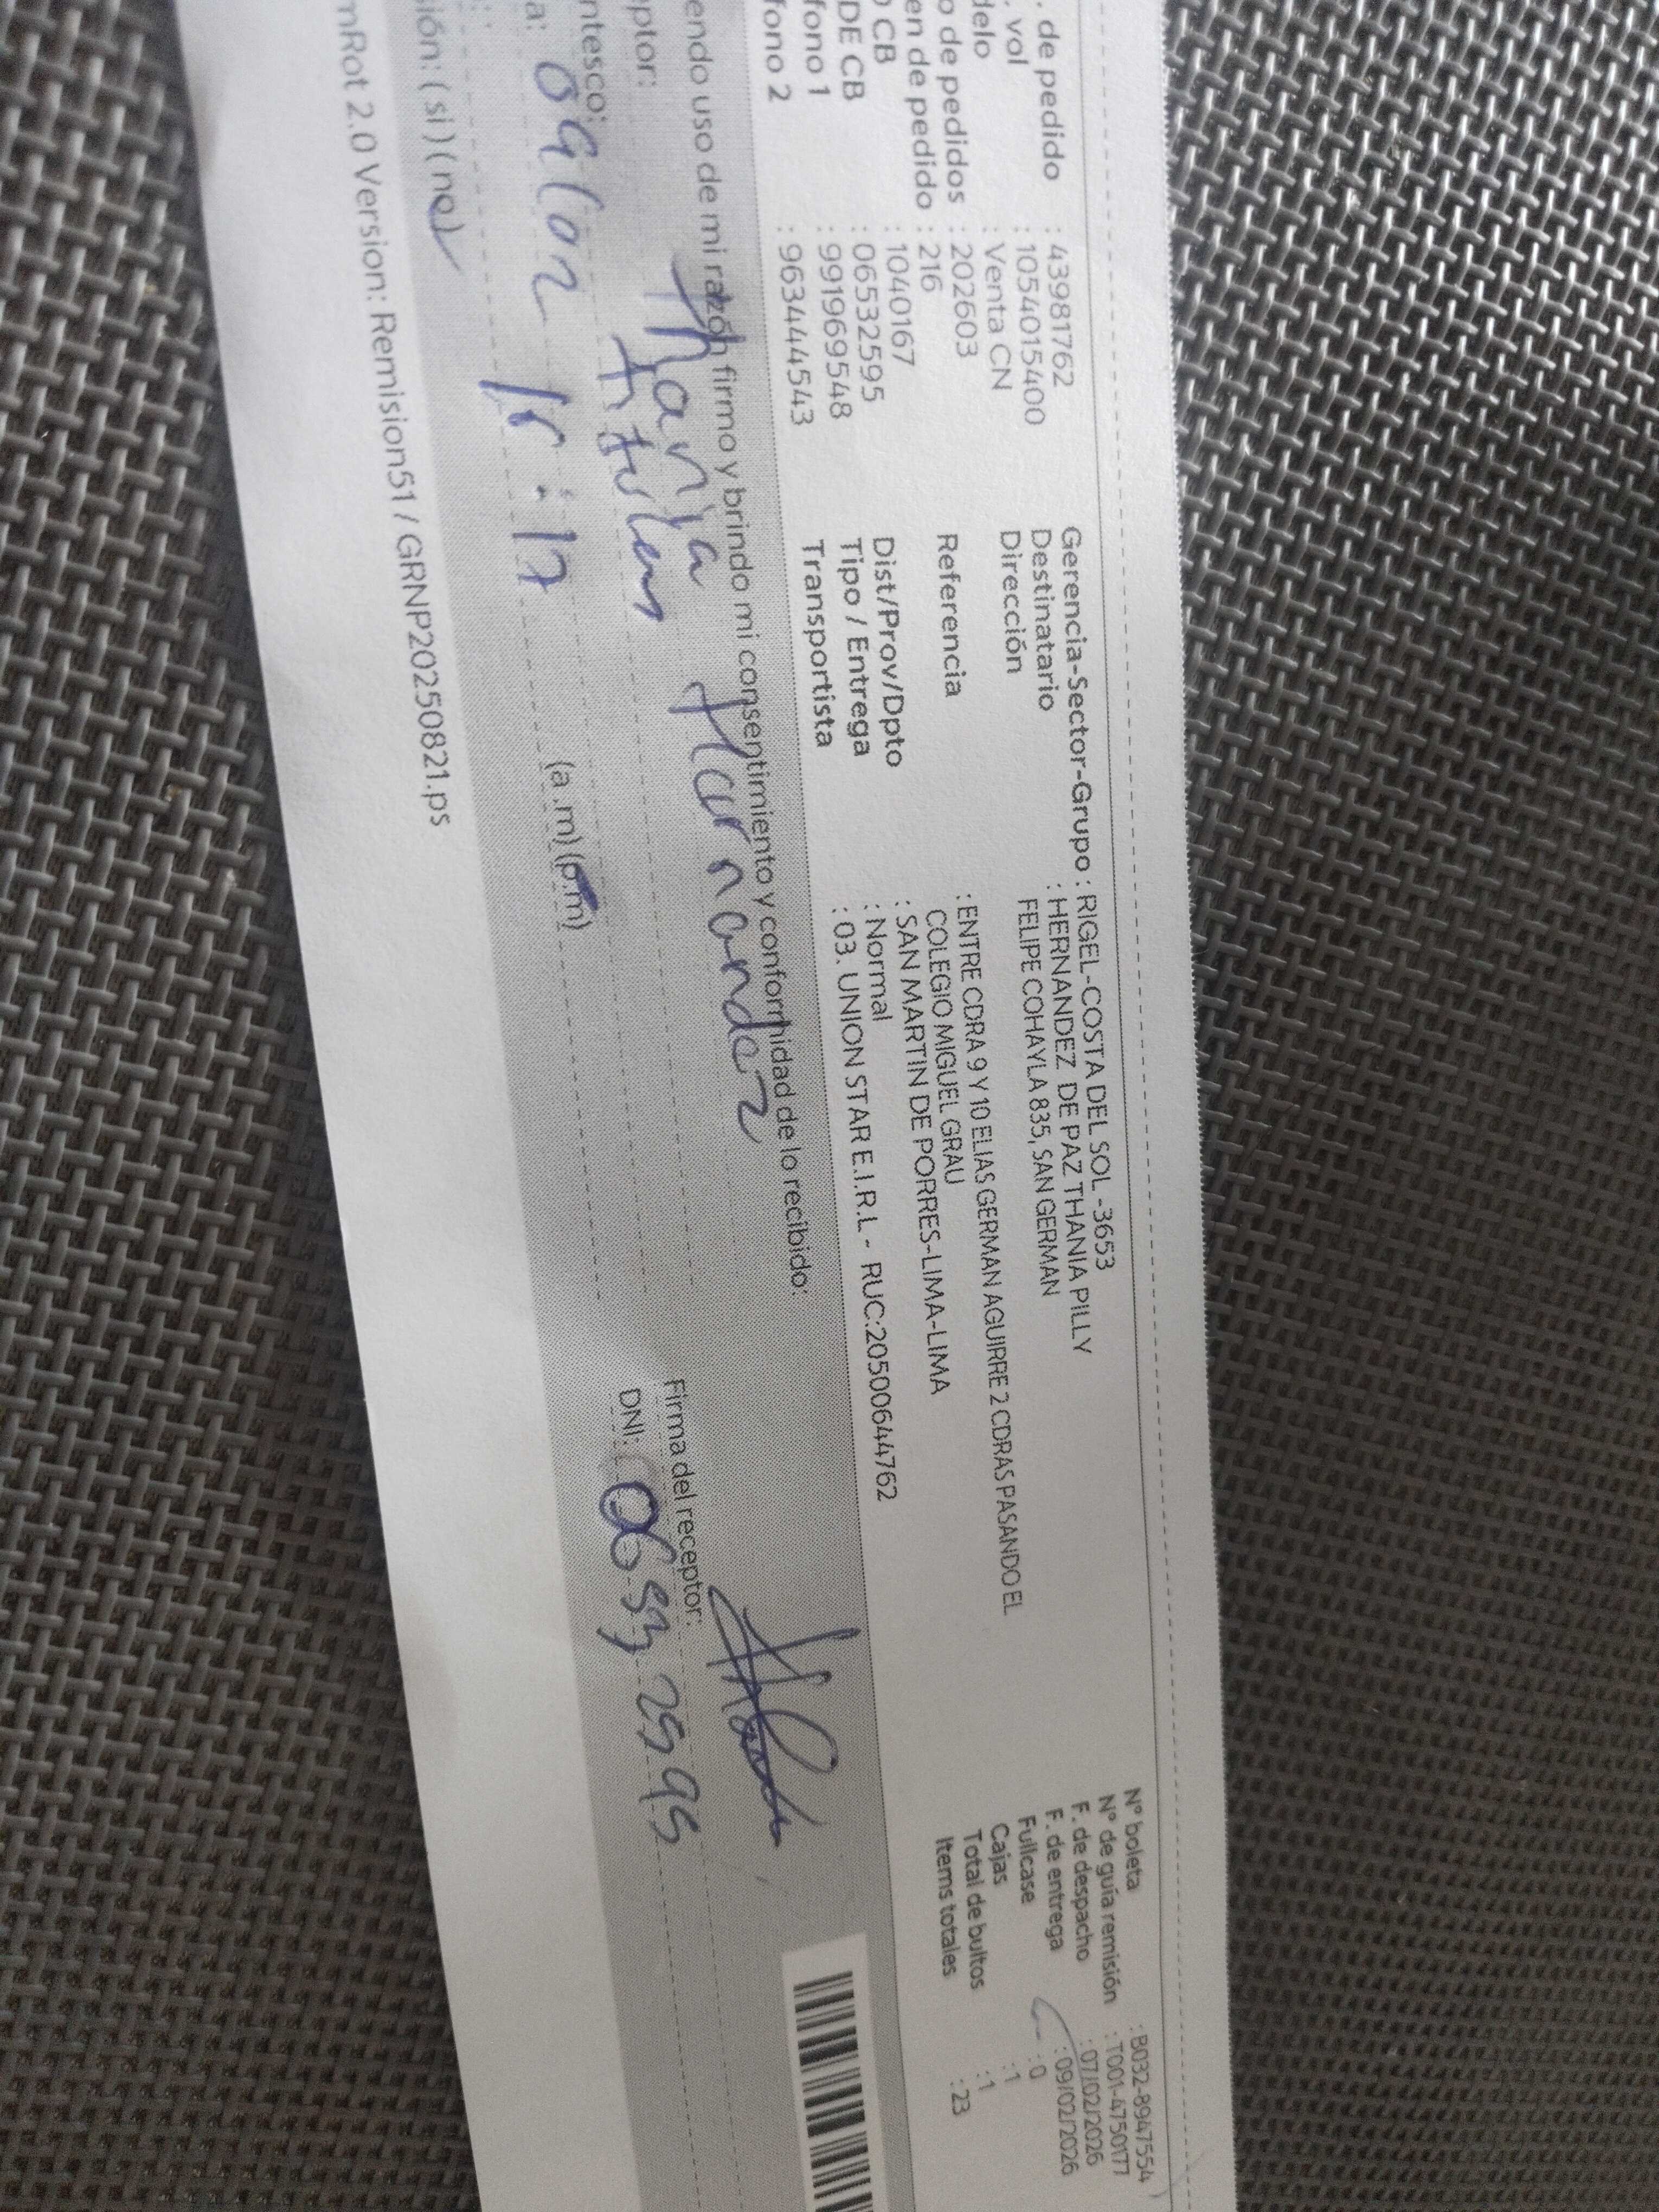 . de pedido : 43981762
. vol : 1054015400
delo : Venta CN
o de pedidos : 202603
en de pedido : 216
o CB : 1040167
DE CB : 06532595
fono 1 : 991969548
fono 2 : 963444543
Gerencia-Sector-Grupo : RIGEL-COSTA DEL SOL -3653
Destinatario : HERNANDEZ DE PAZ THANIA PILLY
Dirección FELIPE COHAYLA 835, SAN GERMAN
Referencia : ENTRE CDRA 9 Y 10 ELIAS GERMAN AGUIRRE 2 CDRAS PASANDO EL
COLEGIO MIGUEL GRAU
Dist/Prov/Dpto : SAN MARTIN DE PORRES-LIMA-LIMA
Tipo / Entrega : Normal
Transportista : 03. UNION STAR E.I.R.L - RUC:20500644762
N° boleta : B032-8947554
N° de guía remisión : T001-4750177
F. de despacho : 07/02/2026
F. de entrega : 09/02/2026
Fullcase : 0
Cajas : 1
Total de bultos : 1
Items totales : 23
endo uso de mi razón firmo y brindo mi consentimiento y conformidad de lo recibido:
eptor: Thania Hernandez
ntesco: titular
a: 09/02 15:17 (a.m) (p.m)
Firma del receptor:
DNI: 06532595
sión: ( si ) ( no )
mRot 2.0 Version: Remision51 / GRNP20250821.ps